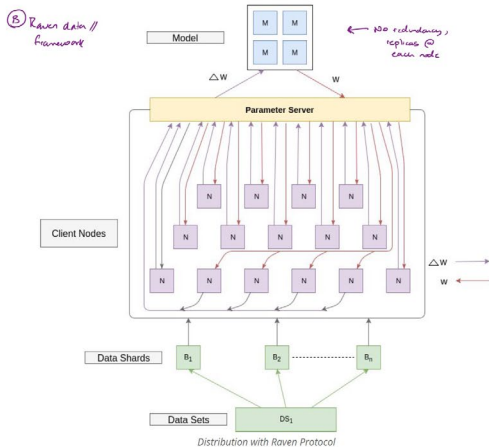 B Raven data //
framework
Model
M M
M M
← No redundancy,
replicas @
each node
△ w
w
Parameter Server
N N N N
N N N N N
Client Nodes
N N N N N N
△ w
w
Data Shards
B1 B2 Bn
Data Sets
DS1
Distribution with Raven Protocol